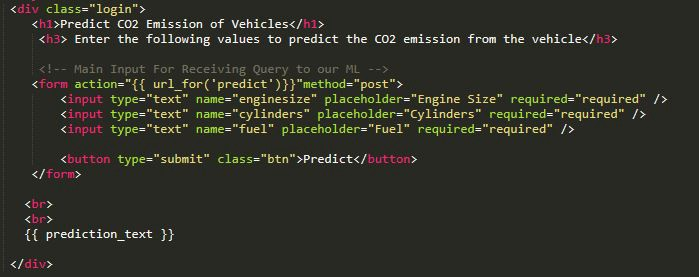 <div class="login">
<h1>Predict CO2 Emission of Vehicles</h1>
<h3> Enter the following values to predict the CO2 emission from the vehicle</h3>
<!-- Main Input For Receiving Query to our ML -->
<form action="{{ url_for('predict')}}"method="post">
<input type="text" name="enginesize" placeholder="Engine Size" required="required" />
<input type="text" name="cylinders" placeholder="Cylinders" required="required" />
<input type="text" name="fuel" placeholder="Fuel" required="required" />
<button type="submit" class="btn">Predict</button>
</form>
<br>
<br>
{{ prediction_text }}
</div>